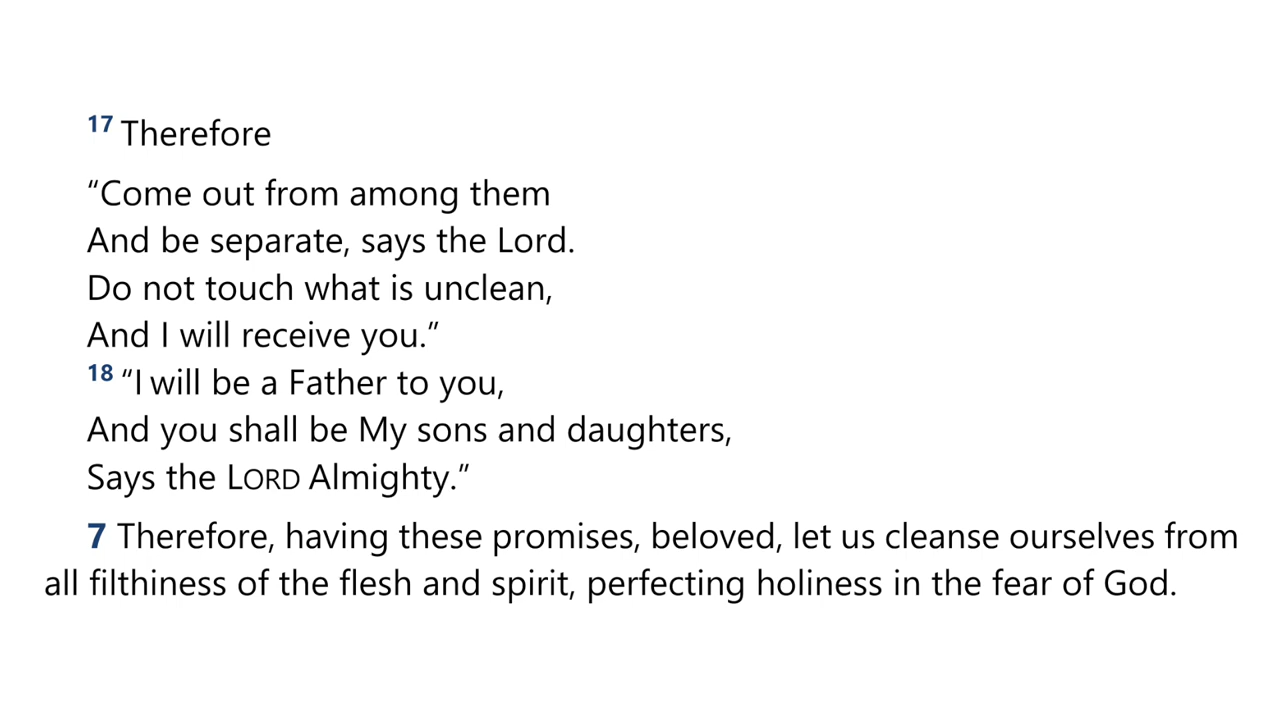 17 Therefore
“Come out from among them
And be separate, says the Lord.
Do not touch what is unclean,
And I will receive you.”
18 “I will be a Father to you,
And you shall be My sons and daughters,
Says the LORD Almighty.”
7 Therefore, having these promises, beloved, let us cleanse ourselves from
all filthiness of the flesh and spirit, perfecting holiness in the fear of God.